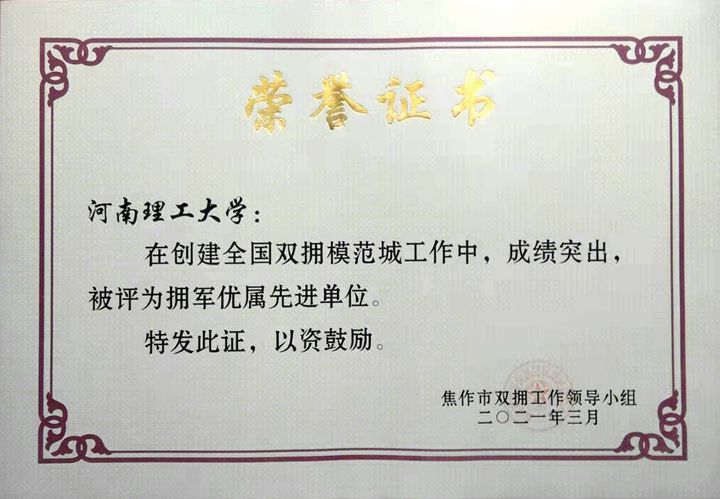 荣誉证书
河南理工大学：
在创建全国双拥模范城工作中，成绩突出，
被评为拥军优属先进单位。
特发此证，以资鼓励。
焦作市双拥工作领导小组
二〇二一年三月